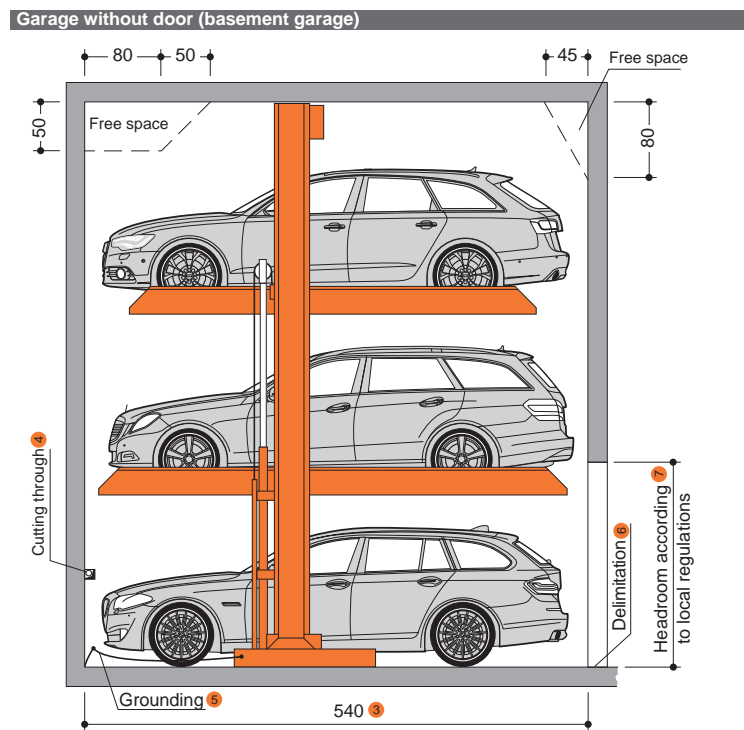 Garage without door (basement garage)
80
50
45
Free space
50
Free space
80
Cutting through 4
Delimitation 6
Headroom according 7
to local regulations
Grounding 5
540 3